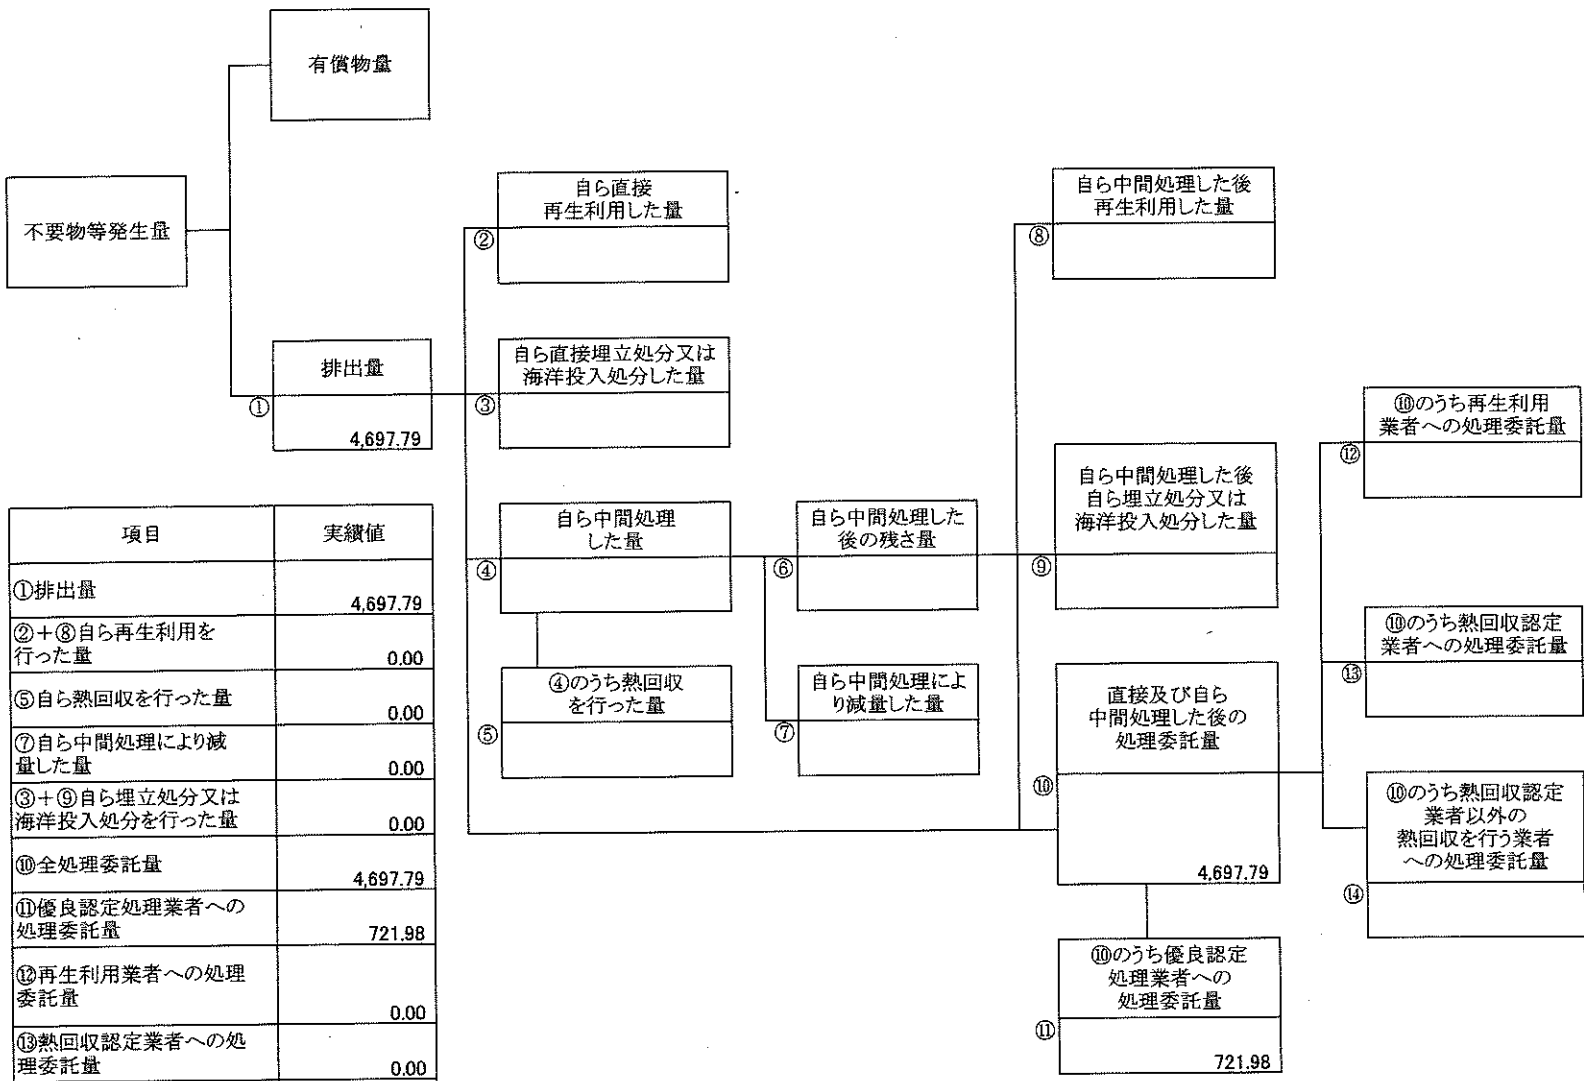 有償物量
不要物等発生量
排出量
①
4,697.79
自ら直接
再生利用した量
②
自ら直接埋立処分又は
海洋投入処分した量
③
自ら中間処理
した量
④
④のうち熱回収
を行った量
⑤
自ら中間処理した
後の残さ量
⑥
自ら中間処理によ
り減量した量
⑦
自ら中間処理した後
再生利用した量
⑧
自ら中間処理した後
自ら埋立処分又は
海洋投入処分した量
⑨
直接及び自ら
中間処理した後の
処理委託量
⑩
4,697.79
⑩のうち優良認定
処理業者への
処理委託量
⑪
721.98
⑩のうち再生利用
業者への処理委託量
⑫
⑩のうち熱回収認定
業者への処理委託量
⑬
⑩のうち熱回収認定
業者以外の
熱回収を行う業者
への処理委託量
⑭
項目 実績値
①排出量
4,697.79
②+⑧自ら再生利用を
行った量 0.00
⑤自ら熱回収を行った量
0.00
⑦自ら中間処理により減
量した量 0.00
③+⑨自ら埋立処分又は
海洋投入処分を行った量 0.00
⑩全処理委託量
4,697.79
⑪優良認定処理業者への
処理委託量 721.98
⑫再生利用業者への処理
委託量
0.00
⑬熱回収認定業者への処
理委託量 0.00